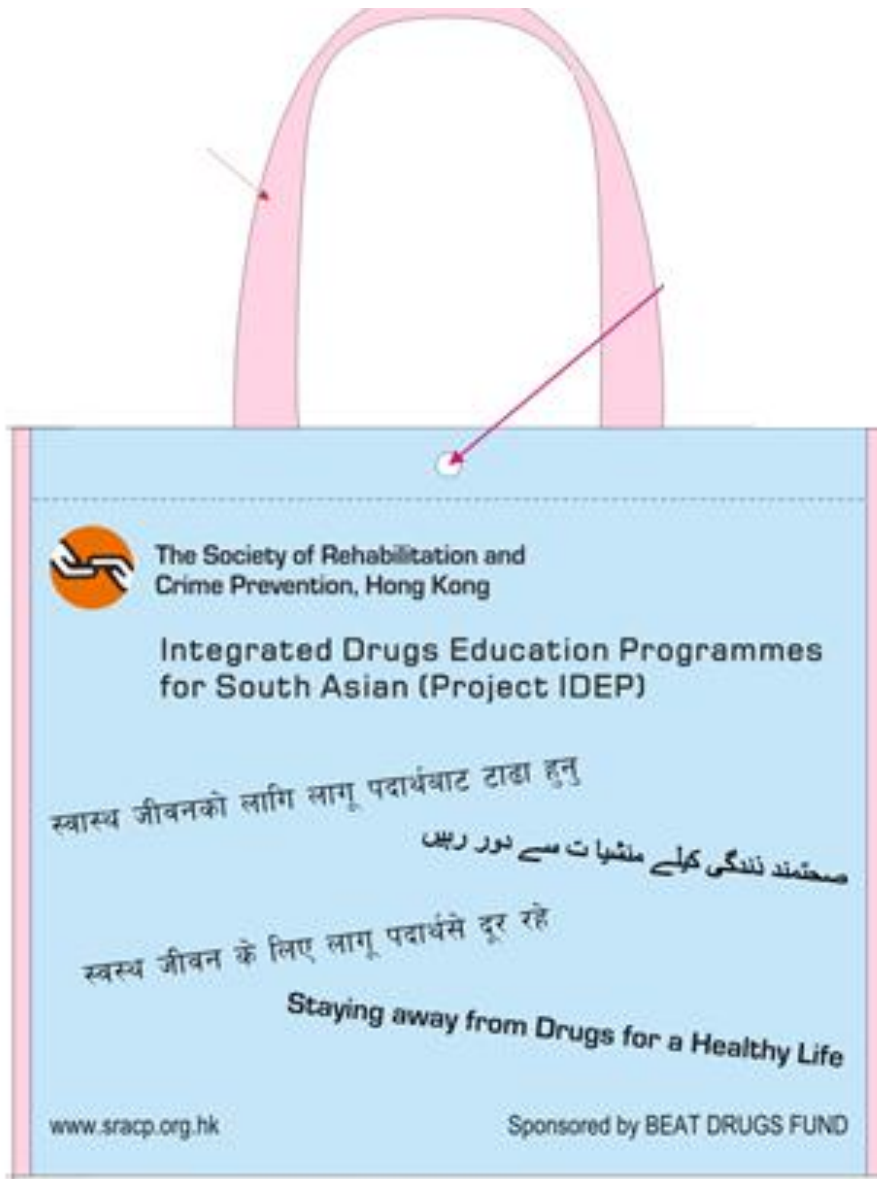 The Society of Rehabilitation and
Crime Prevention, Hong Kong
Integrated Drugs Education Programmes
for South Asian (Project IDEP)
स्वास्थ जीवनको लागि लागू पदार्थबाट टाढा हुनु
صحتمند زندگی کیلے منشیا ت سے دور رہیں
स्वस्थ जीवन के लिए लागू पदार्थसे दूर रहे
Staying away from Drugs for a Healthy Life
www.sracp.org.hk
Sponsored by BEAT DRUGS FUND